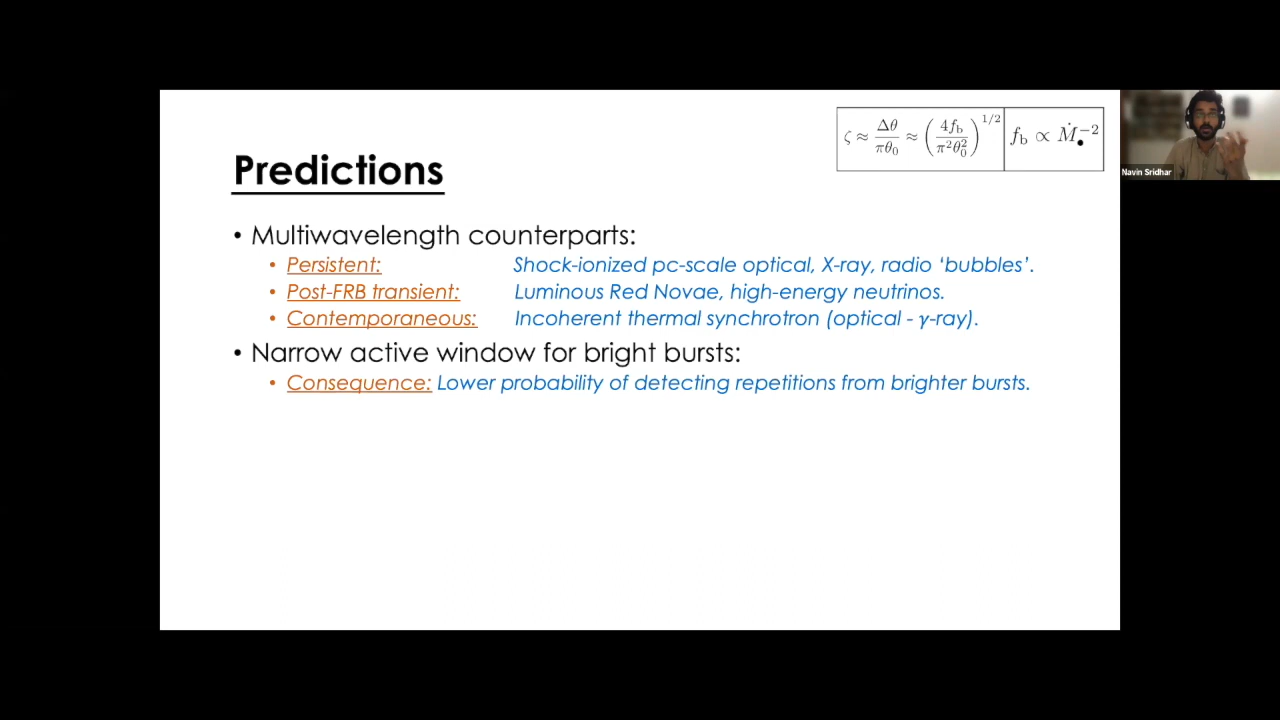 ζ ≈ Δθ/πθ₀ ≈ (4f_b/π²θ₀²)^1/2 f_b ∝ Ṁ_•^−2
Navin Sridhar
Predictions
• Multiwavelength counterparts:
• Persistent: Shock-ionized pc-scale optical, X-ray, radio ‘bubbles’.
• Post-FRB transient: Luminous Red Novae, high-energy neutrinos.
• Contemporaneous: Incoherent thermal synchrotron (optical - γ-ray).
• Narrow active window for bright bursts:
• Consequence: Lower probability of detecting repetitions from brighter bursts.